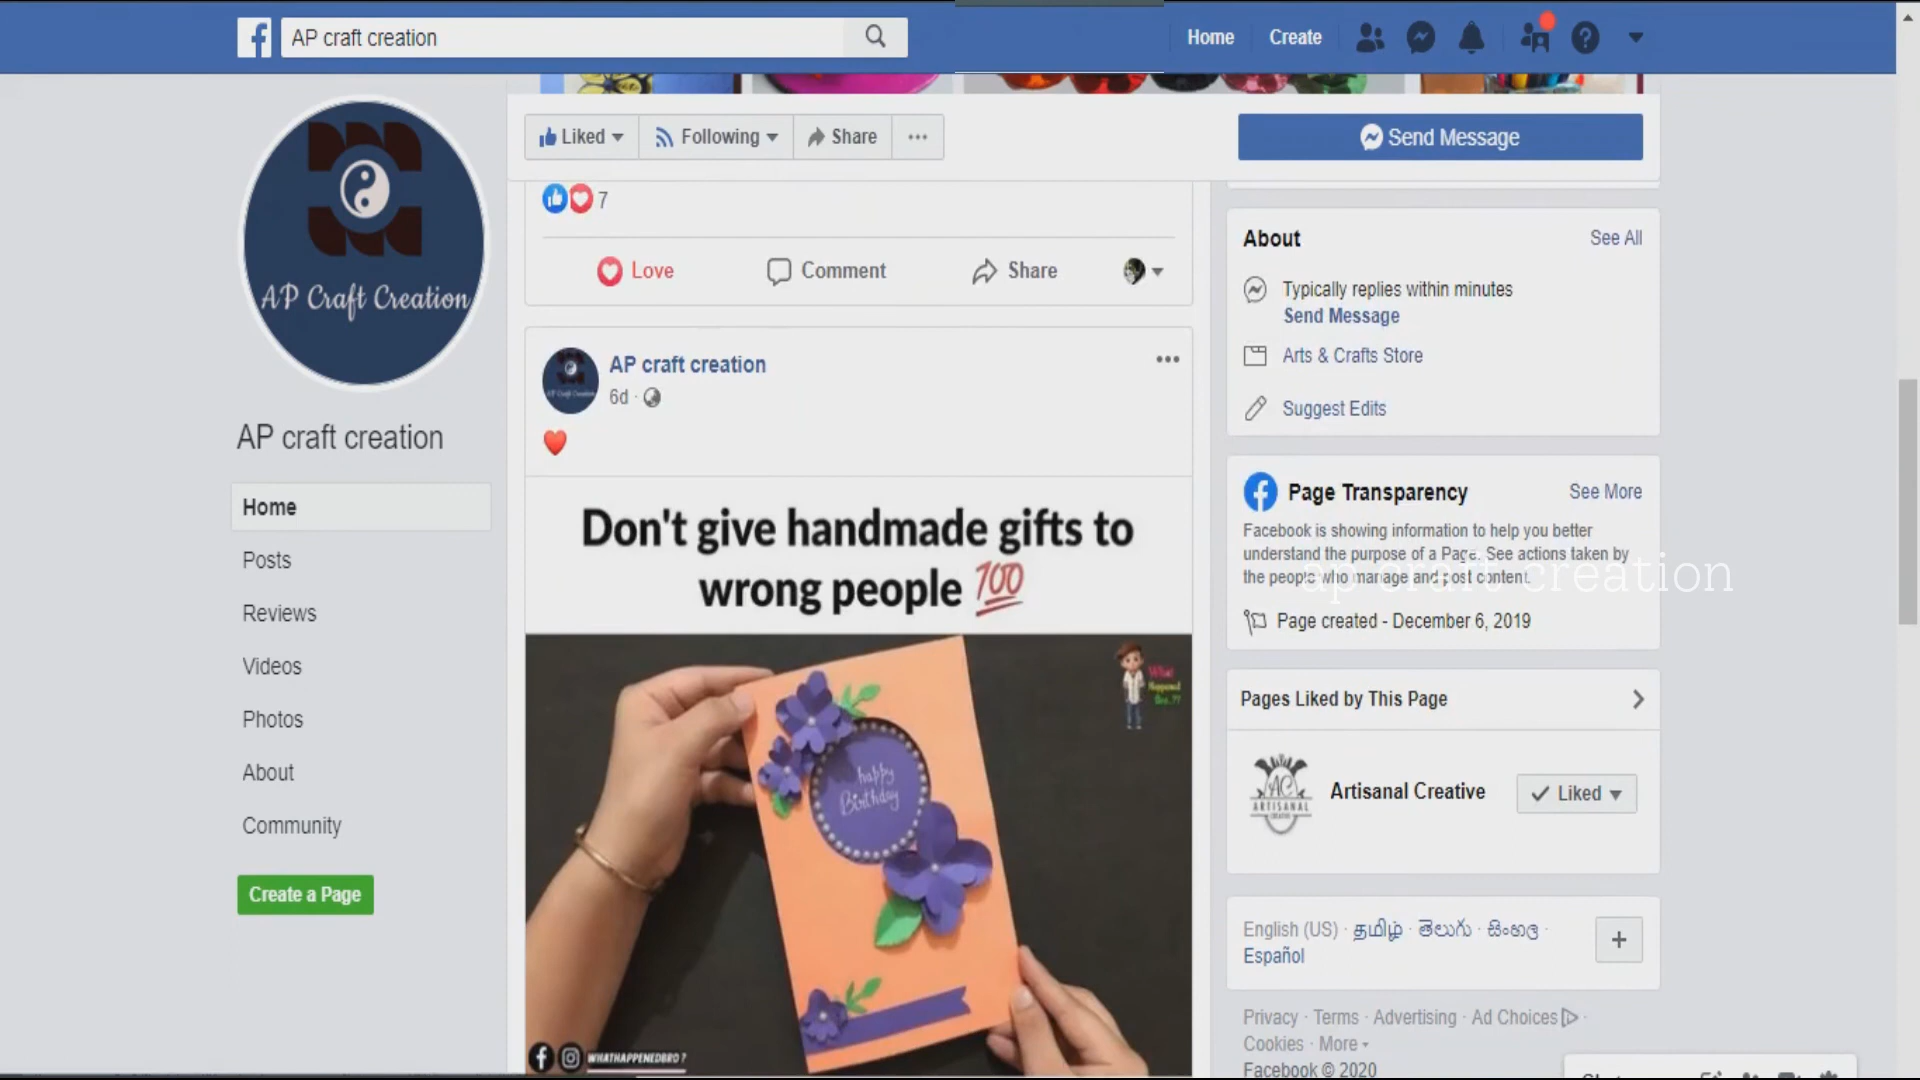 AP craft creation
Home
Create
Liked
Following
Share
Send Message
AP Craft Creation
7
Love
Comment
Share
About
See All
Typically replies within minutes
Send Message
Arts & Crafts Store
Suggest Edits
AP craft creation
6d ·
AP craft creation
Home
Posts
Reviews
Videos
Photos
About
Community
Create a Page
Don't give handmade gifts to
wrong people 💯
What
Happened
Bro.??
happy
Birthday
WHATHAPPENEDBRO ?
Page Transparency
See More
Facebook is showing information to help you better
understand the purpose of a Page. See actions taken by
the people who manage and post content.
ap craft creation
Page created - December 6, 2019
Pages Liked by This Page
AC
ARTISANAL
Artisanal Creative
Liked
English (US) · தமிழ் · తెలుగు · සිංහල ·
Español
Privacy · Terms · Advertising · Ad Choices ·
Cookies · More
Facebook © 2020